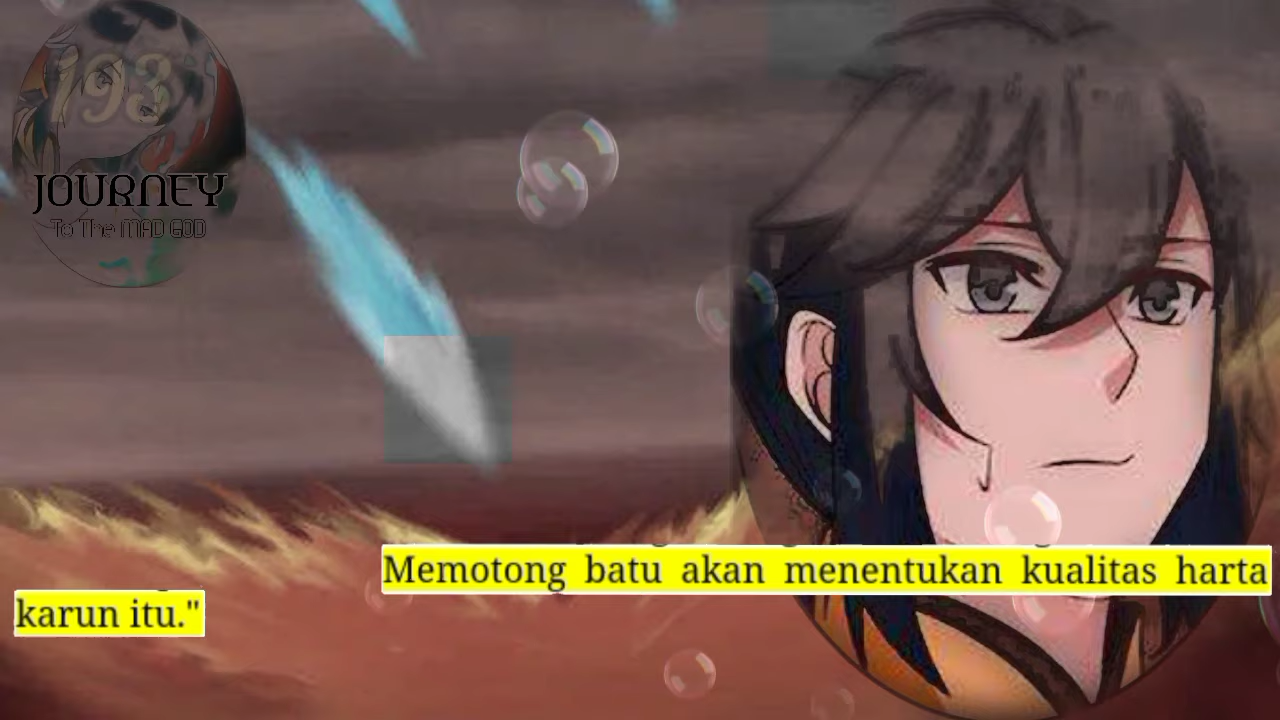 193
JOURNEY
To The MAD GOD
Memotong batu akan menentukan kualitas harta
karun itu."